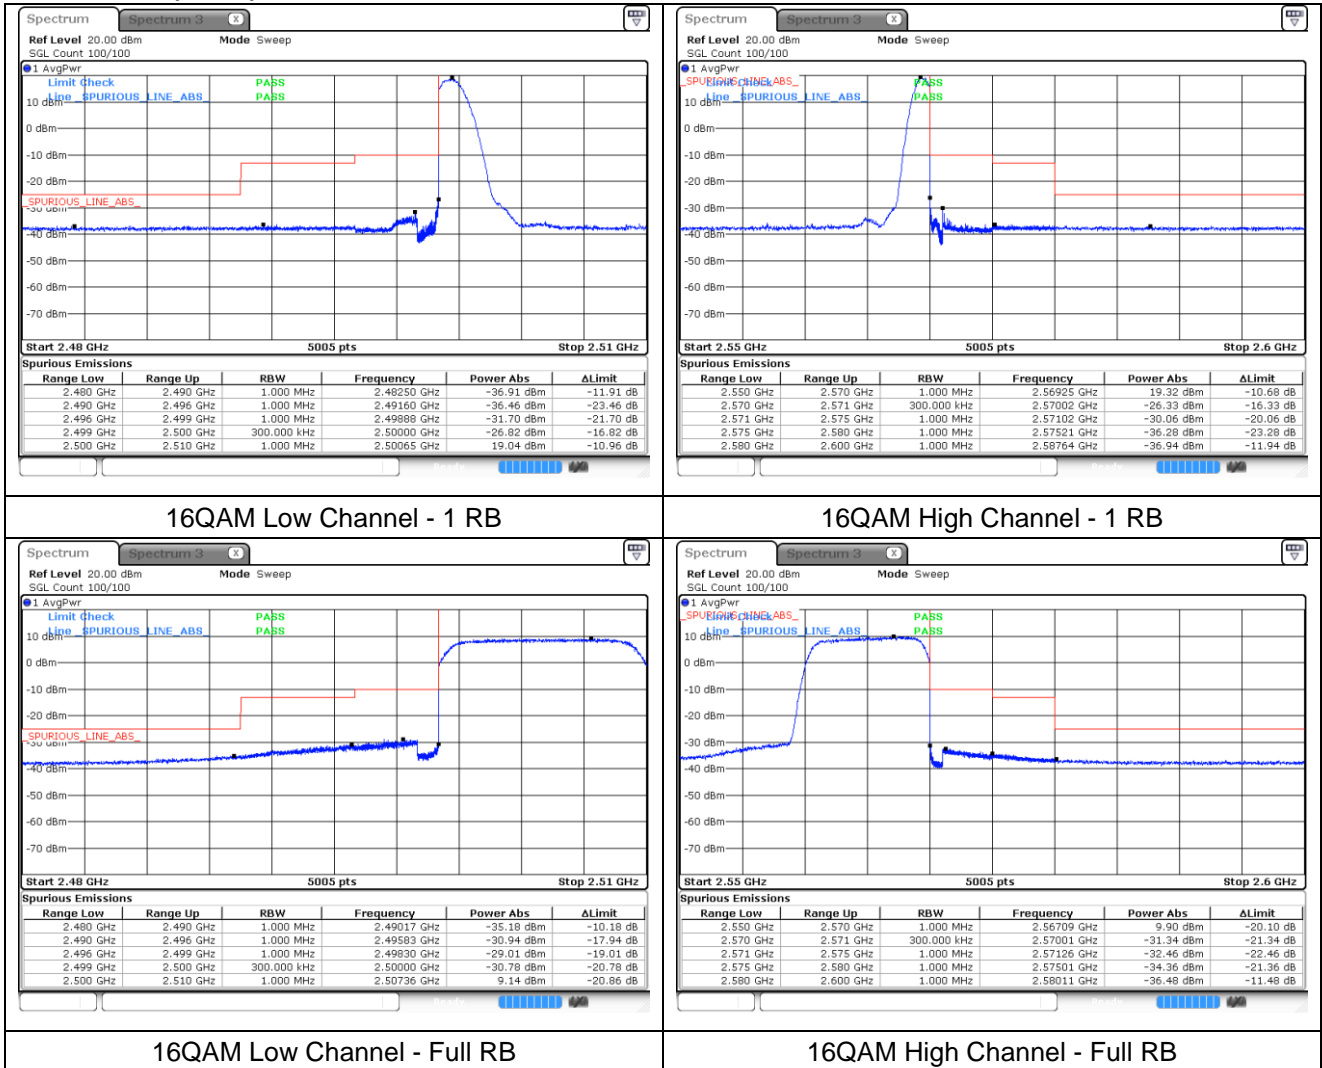 Spectrum Spectrum 3 X
Ref Level 20.00 dBm Mode Sweep
SGL Count 100/100
1 AvgPwr
Limit Check PASS
Line _SPURIOUS_LINE_ABS_ PASS
10 dBm
0 dBm
-10 dBm
-20 dBm
_SPURIOUS_LINE_ABS_
-30 dBm
-40 dBm
-50 dBm
-60 dBm
-70 dBm
Start 2.48 GHz 5005 pts Stop 2.51 GHz
Spurious Emissions
Range Low Range Up RBW Frequency Power Abs ΔLimit
2.480 GHz 2.490 GHz 1.000 MHz 2.48250 GHz -36.91 dBm -11.91 dB
2.490 GHz 2.496 GHz 1.000 MHz 2.49160 GHz -36.46 dBm -23.46 dB
2.496 GHz 2.499 GHz 1.000 MHz 2.49888 GHz -31.70 dBm -21.70 dB
2.499 GHz 2.500 GHz 300.000 kHz 2.50000 GHz -26.82 dBm -16.82 dB
2.500 GHz 2.510 GHz 1.000 MHz 2.50065 GHz 19.04 dBm -10.96 dB
16QAM Low Channel - 1 RB
Spectrum Spectrum 3 X
Ref Level 20.00 dBm Mode Sweep
SGL Count 100/100
1 AvgPwr
_SPURIOUS_LINE_ABS_
Limit Check PASS
Line _SPURIOUS_LINE_ABS_ PASS
10 dBm
0 dBm
-10 dBm
-20 dBm
-30 dBm
-40 dBm
-50 dBm
-60 dBm
-70 dBm
Start 2.55 GHz 5005 pts Stop 2.6 GHz
Spurious Emissions
Range Low Range Up RBW Frequency Power Abs ΔLimit
2.550 GHz 2.570 GHz 1.000 MHz 2.56925 GHz 19.32 dBm -10.68 dB
2.570 GHz 2.571 GHz 300.000 kHz 2.57002 GHz -26.33 dBm -16.33 dB
2.571 GHz 2.575 GHz 1.000 MHz 2.57102 GHz -30.06 dBm -20.06 dB
2.575 GHz 2.580 GHz 1.000 MHz 2.57521 GHz -36.28 dBm -23.28 dB
2.580 GHz 2.600 GHz 1.000 MHz 2.58764 GHz -36.94 dBm -11.94 dB
16QAM High Channel - 1 RB
Spectrum Spectrum 3 X
Ref Level 20.00 dBm Mode Sweep
SGL Count 100/100
1 AvgPwr
Limit Check PASS
Line _SPURIOUS_LINE_ABS_ PASS
10 dBm
0 dBm
-10 dBm
-20 dBm
_SPURIOUS_LINE_ABS_
-30 dBm
-40 dBm
-50 dBm
-60 dBm
-70 dBm
Start 2.48 GHz 5005 pts Stop 2.51 GHz
Spurious Emissions
Range Low Range Up RBW Frequency Power Abs ΔLimit
2.480 GHz 2.490 GHz 1.000 MHz 2.49017 GHz -35.18 dBm -10.18 dB
2.490 GHz 2.496 GHz 1.000 MHz 2.49583 GHz -30.94 dBm -17.94 dB
2.496 GHz 2.499 GHz 1.000 MHz 2.49830 GHz -29.01 dBm -19.01 dB
2.499 GHz 2.500 GHz 300.000 kHz 2.50000 GHz -30.78 dBm -20.78 dB
2.500 GHz 2.510 GHz 1.000 MHz 2.50736 GHz 9.14 dBm -20.86 dB
16QAM Low Channel - Full RB
Spectrum Spectrum 3 X
Ref Level 20.00 dBm Mode Sweep
SGL Count 100/100
1 AvgPwr
_SPURIOUS_LINE_ABS_
Limit Check PASS
Line _SPURIOUS_LINE_ABS_ PASS
10 dBm
0 dBm
-10 dBm
-20 dBm
-30 dBm
-40 dBm
-50 dBm
-60 dBm
-70 dBm
Start 2.55 GHz 5005 pts Stop 2.6 GHz
Spurious Emissions
Range Low Range Up RBW Frequency Power Abs ΔLimit
2.550 GHz 2.570 GHz 1.000 MHz 2.56709 GHz 9.90 dBm -20.10 dB
2.570 GHz 2.571 GHz 300.000 kHz 2.57001 GHz -31.34 dBm -21.34 dB
2.571 GHz 2.575 GHz 1.000 MHz 2.57126 GHz -32.46 dBm -22.46 dB
2.575 GHz 2.580 GHz 1.000 MHz 2.57501 GHz -34.36 dBm -21.36 dB
2.580 GHz 2.600 GHz 1.000 MHz 2.58011 GHz -36.48 dBm -11.48 dB
16QAM High Channel - Full RB